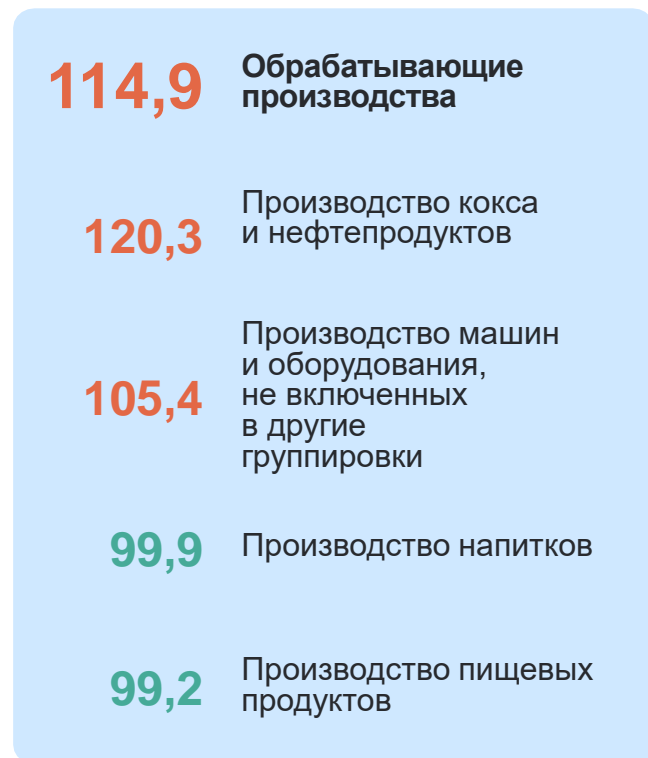 114,9
Обрабатывающие
производства
120,3
Производство кокса
и нефтепродуктов
105,4
Производство машин
и оборудования,
не включенных
в другие
группировки
99,9
Производство напитков
99,2
Производство пищевых
продуктов